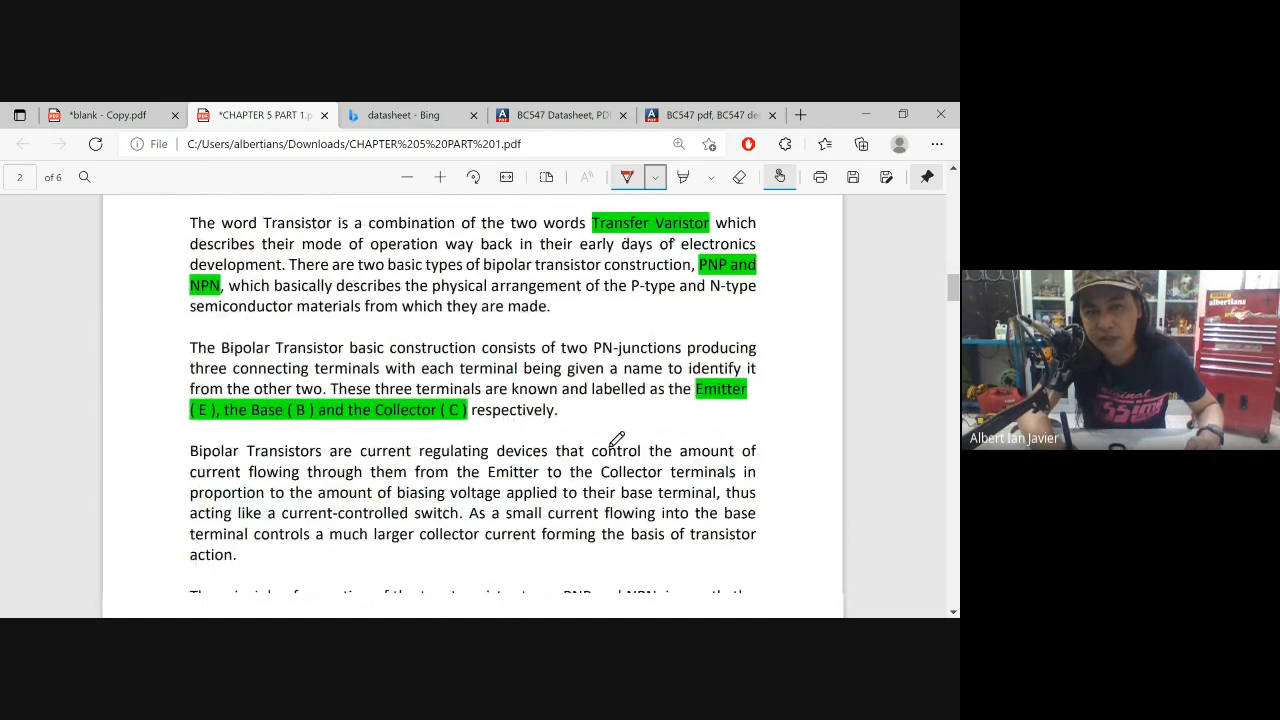 *blank - Copy.pdf
*CHAPTER 5 PART 1.p
datasheet - Bing
BC547 Datasheet, PD
BC547 pdf, BC547 des
File
C:/Users/albertians/Downloads/CHAPTER%205%20PART%201.pdf
2 of 6
The word Transistor is a combination of the two words Transfer Varistor which
describes their mode of operation way back in their early days of electronics
development. There are two basic types of bipolar transistor construction, PNP and
NPN, which basically describes the physical arrangement of the P-type and N-type
semiconductor materials from which they are made.
The Bipolar Transistor basic construction consists of two PN-junctions producing
three connecting terminals with each terminal being given a name to identify it
from the other two. These three terminals are known and labelled as the Emitter
( E ), the Base ( B ) and the Collector ( C ) respectively.
Bipolar Transistors are current regulating devices that control the amount of
current flowing through them from the Emitter to the Collector terminals in
proportion to the amount of biasing voltage applied to their base terminal, thus
acting like a current-controlled switch. As a small current flowing into the base
terminal controls a much larger collector current forming the basis of transistor
action.
albertians
Albert Ian Javier